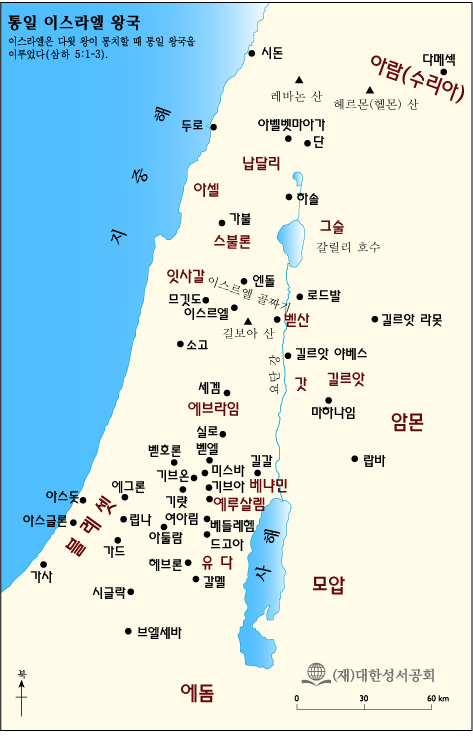 통일 이스라엘 왕국
이스라엘은 다윗 왕이 통치할 때 통일 왕국을
이루었다(삼하 5:1-3).
시돈
다메섹
아람(수리아)
레바논 산
헤르몬(헬몬) 산
지중해
두로
아벨벳마아가
단
납달리
아셀
하솔
가불
스불론
그술
갈릴리 호수
잇사갈
엔돌
이스르엘 골짜기
므깃도
이스르엘
로드발
벧산
길보아 산
길르앗 라못
소고
길르앗 야베스
요단 강
갓
길르앗
세겜
에브라임
마하나임
암몬
실로
벧호론
벧엘
랍바
미스바
길갈
기브온
기브아
베냐민
기럇
예루살렘
아스돗
에그론
블레셋
아스글론
립나
여아림
베들레헴
아둘람
드고아
가드
사해
가사
헤브론
유다
갈멜
모압
시글락
브엘세바
에돔
북
(재)대한성서공회
0 30 60 km